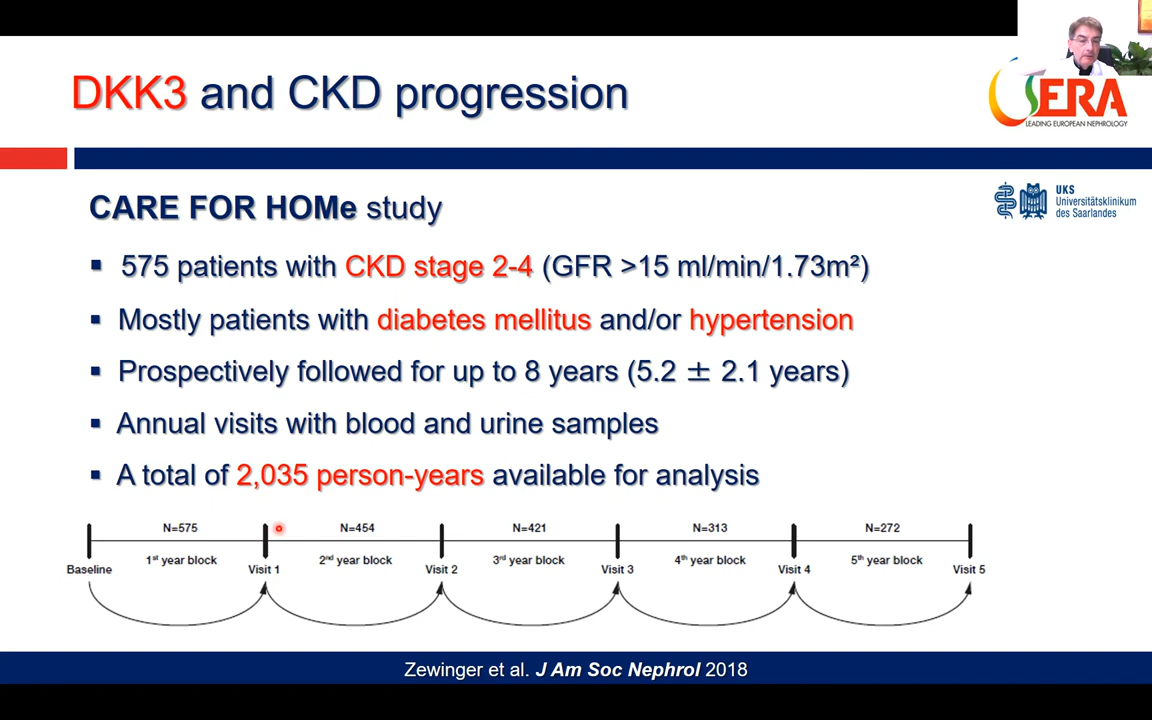 DKK3 and CKD progression
ERA
LEADING EUROPEAN NEPHROLOGY
UKS
Universitätsklinikum
des Saarlandes
CARE FOR HOMe study
▪ 575 patients with CKD stage 2-4 (GFR >15 ml/min/1.73m²)
▪ Mostly patients with diabetes mellitus and/or hypertension
▪ Prospectively followed for up to 8 years (5.2 ± 2.1 years)
▪ Annual visits with blood and urine samples
▪ A total of 2,035 person-years available for analysis
N=575 N=454 N=421 N=313 N=272
1st year block 2nd year block 3rd year block 4th year block 5th year block
Baseline Visit 1 Visit 2 Visit 3 Visit 4 Visit 5
Zewinger et al. J Am Soc Nephrol 2018